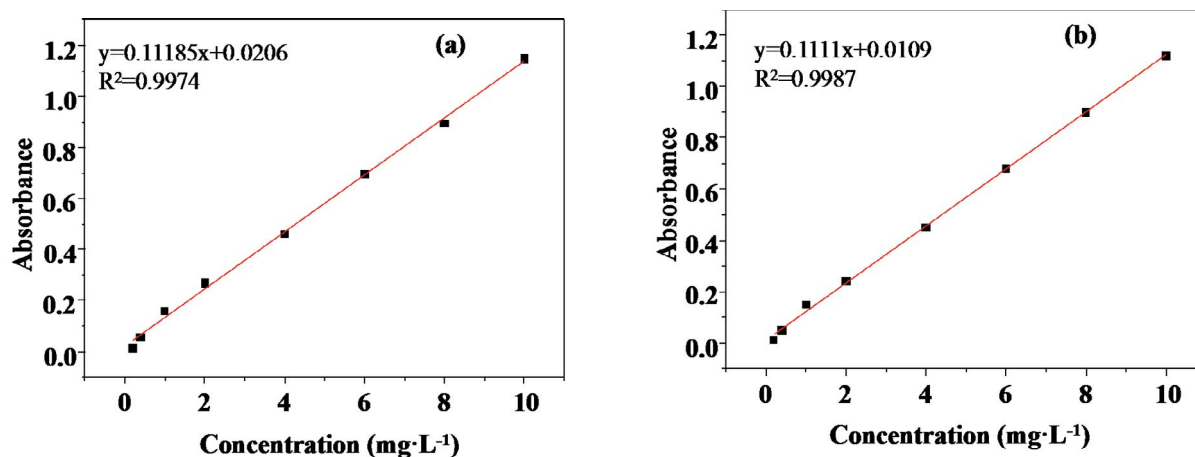 y=0.11185x+0.0206
R²=0.9974
(a)
1.2
1.0
0.8
0.6
0.4
0.2
0.0
Absorbance
0 2 4 6 8 10
Concentration (mg·L⁻¹)
y=0.1111x+0.0109
R²=0.9987
(b)
1.2
1.0
0.8
0.6
0.4
0.2
0.0
Absorbance
0 2 4 6 8 10
Concentration (mg·L⁻¹)